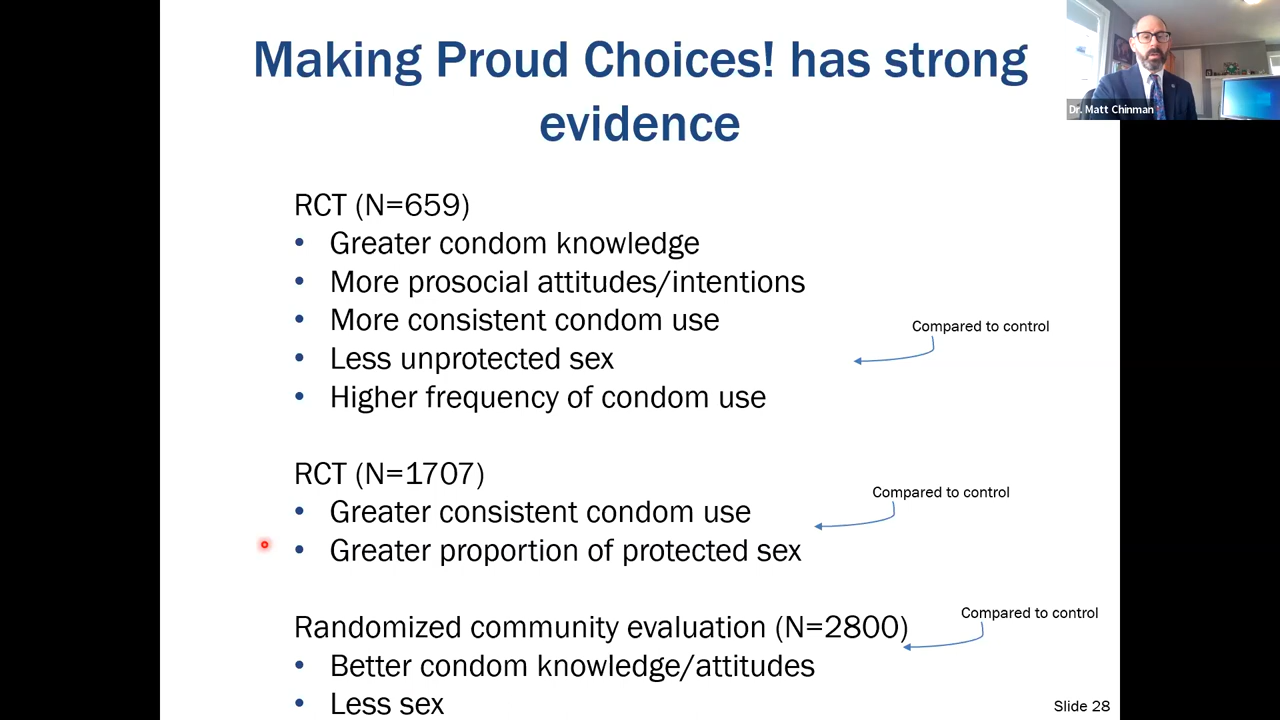 Making Proud Choices! has strong
evidence
Dr. Matt Chinman
RCT (N=659)
• Greater condom knowledge
• More prosocial attitudes/intentions
• More consistent condom use
Compared to control
• Less unprotected sex
• Higher frequency of condom use
RCT (N=1707)
Compared to control
• Greater consistent condom use
• Greater proportion of protected sex
Randomized community evaluation (N=2800)
Compared to control
• Better condom knowledge/attitudes
• Less sex
Slide 28